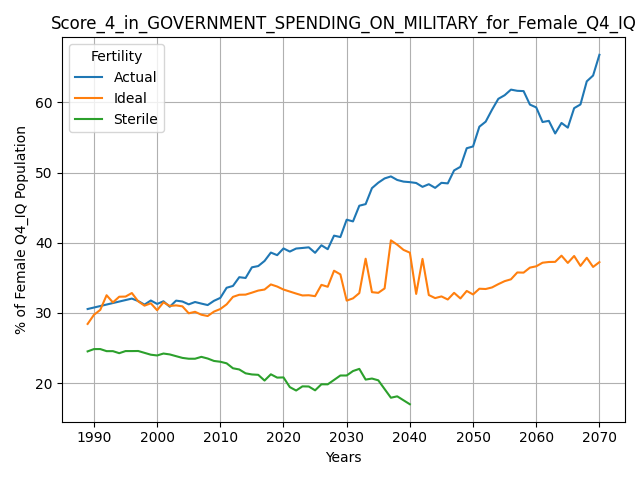 Score_4_in_GOVERNMENT_SPENDING_ON_MILITARY_for_Female_Q4_IQ
Fertility
Actual
Ideal
Sterile
% of Female Q4_IQ Population
60
50
40
30
20
1990 2000 2010 2020 2030 2040 2050 2060 2070
Years